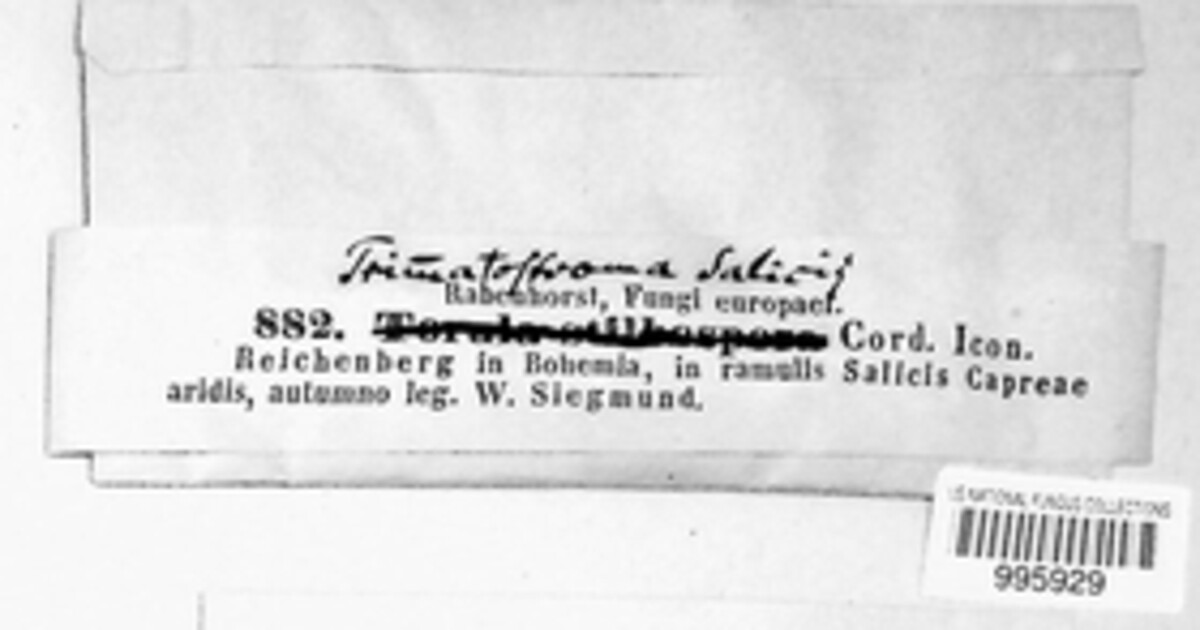 Trimmatostroma Salicis
Rabenhorst, Fungi europaei.
882. Torula stilbospora Cord. Icon.
Reichenberg in Bohemia, in ramulis Salicis Capreae
aridis, autumno leg. W. Siegmund.
US NATIONAL FUNGUS COLLECTIONS
995929